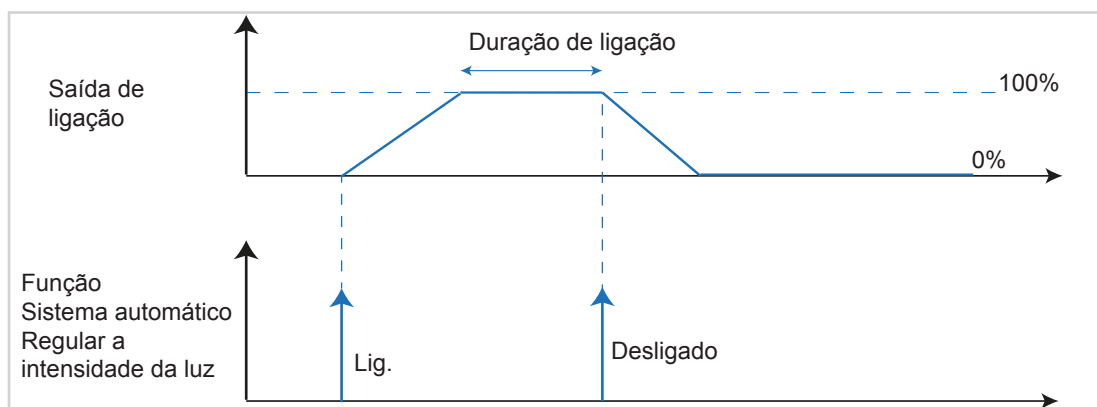 Duração de ligação
Saída de
ligação
100%
0%
Função
Sistema automático
Regular a
intensidade da luz
Lig.
Desligado